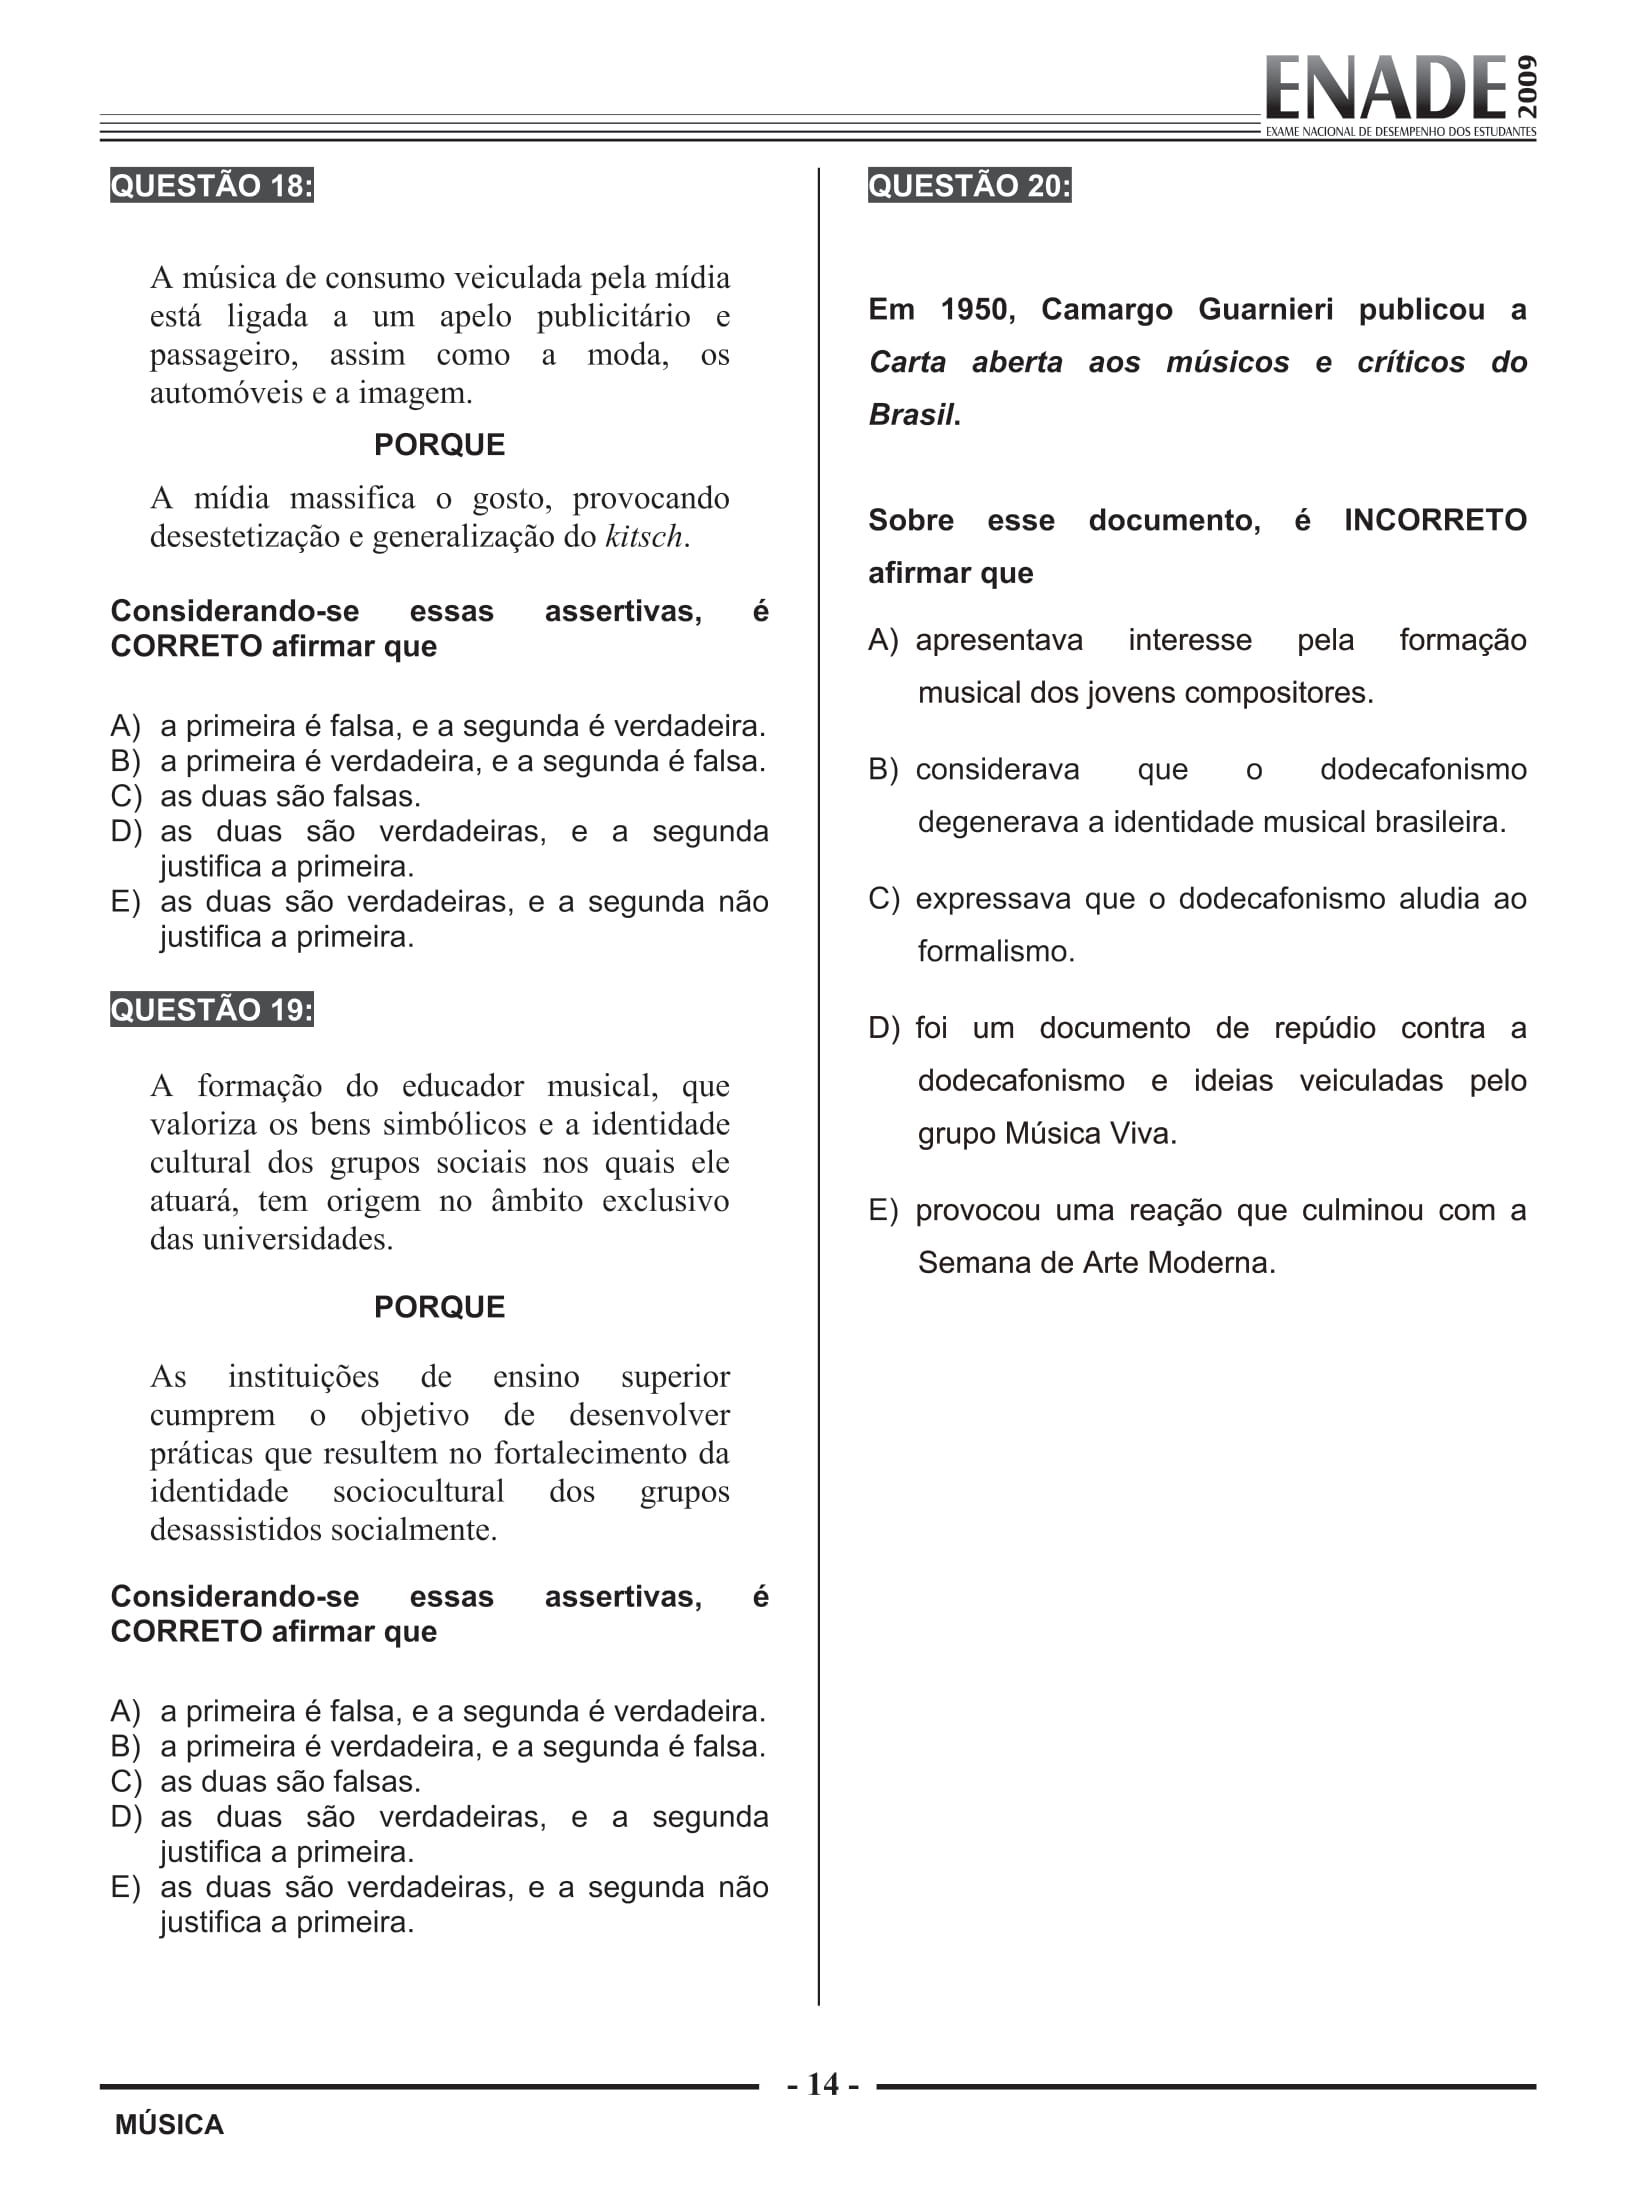 ENADE 2009
EXAME NACIONAL DE DESEMPENHO DOS ESTUDANTES
QUESTÃO 18:
A música de consumo veiculada pela mídia
está ligada a um apelo publicitário e
passageiro, assim como a moda, os
automóveis e a imagem.
PORQUE
A mídia massifica o gosto, provocando
desestetização e generalização do kitsch.
Considerando-se essas assertivas, é
CORRETO afirmar que
A) a primeira é falsa, e a segunda é verdadeira.
B) a primeira é verdadeira, e a segunda é falsa.
C) as duas são falsas.
D) as duas são verdadeiras, e a segunda
justifica a primeira.
E) as duas são verdadeiras, e a segunda não
justifica a primeira.
QUESTÃO 19:
A formação do educador musical, que
valoriza os bens simbólicos e a identidade
cultural dos grupos sociais nos quais ele
atuará, tem origem no âmbito exclusivo
das universidades.
PORQUE
As instituições de ensino superior
cumprem o objetivo de desenvolver
práticas que resultem no fortalecimento da
identidade sociocultural dos grupos
desassistidos socialmente.
Considerando-se essas assertivas, é
CORRETO afirmar que
A) a primeira é falsa, e a segunda é verdadeira.
B) a primeira é verdadeira, e a segunda é falsa.
C) as duas são falsas.
D) as duas são verdadeiras, e a segunda
justifica a primeira.
E) as duas são verdadeiras, e a segunda não
justifica a primeira.
QUESTÃO 20:
Em 1950, Camargo Guarnieri publicou a
Carta aberta aos músicos e críticos do
Brasil.
Sobre esse documento, é INCORRETO
afirmar que
A) apresentava interesse pela formação
musical dos jovens compositores.
B) considerava que o dodecafonismo
degenerava a identidade musical brasileira.
C) expressava que o dodecafonismo aludia ao
formalismo.
D) foi um documento de repúdio contra a
dodecafonismo e ideias veiculadas pelo
grupo Música Viva.
E) provocou uma reação que culminou com a
Semana de Arte Moderna.
- 14 -
MÚSICA